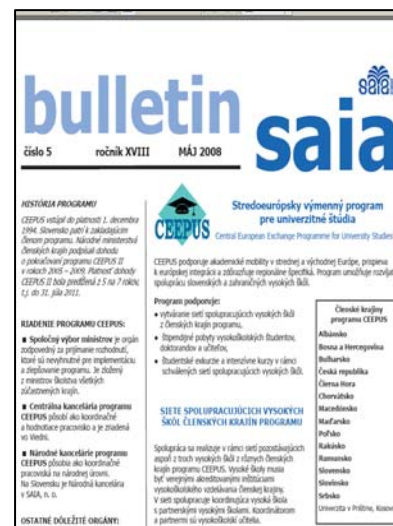 saia
bulletin
saia
číslo 5 ročník XVIII MÁJ 2008
HISTÓRIA PROGRAMU
CEEPUS vstúpil do platnosti 1. decembra
1994. Slovensko patrí k zakladajúcim
členom programu. Národné ministerstvá
členských krajín podpísali dohodu
o pokračovaní programu CEEPUS II
v rokoch 2005 – 2009. Platnosť dohody
CEEPUS II bola predĺžená z 5 na 7 rokov,
t.j. do 31. júla 2011.
RIADENIE PROGRAMU CEEPUS:
■ Spoločný výbor ministrov je orgán
zodpovedný za prijímanie rozhodnutí,
ktoré sú nevyhnutné pre implementáciu
a zlepšovanie programu. Je zložený
z ministrov školstva všetkých
zúčastnených krajín.
■ Centrálna kancelária programu
CEEPUS pôsobí ako koordinačné
a hodnotiace pracovisko a je zriadená
vo Viedni.
■ Národné kancelárie programu
CEEPUS pôsobia ako koordinačné
pracoviská na národnej úrovni.
Na Slovensku je Národná kancelária
v SAIA, n. o.
OSTATNÉ DÔLEŽITÉ ORGÁNY:
CEEPUS
Stredoeurópsky výmenný program
pre univerzitné štúdia
Central European Exchange Programme for University Studies
CEEPUS podporuje akademické mobility v strednej a východnej Európe, prispieva
k európskej integrácii a zdôrazňuje regionálne špecifiká. Program umožňuje rozvíjať
spoluprácu slovenských a zahraničných vysokých škôl.
Program podporuje:
• vytváranie sietí spolupracujúcich vysokých škôl
z členských krajín programu,
• štipendijné pobyty vysokoškolských študentov,
doktorandov a učiteľov,
• študentské exkurzie a intenzívne kurzy v rámci
schválených sietí spolupracujúcich vysokých škôl.
SIETE SPOLUPRACUJÚCICH VYSOKÝCH
ŠKÔL ČLENSKÝCH KRAJÍN PROGRAMU
Spolupráca sa realizuje v rámci sietí pozostávajúcich
aspoň z troch vysokých škôl z rôznych členských
krajín programu CEEPUS. Vysoké školy musia
byť verejnými akreditovanými inštitúciami
vysokoškolského vzdelávania členskej krajiny.
V sieti spolupracuje koordinujúca vysoká škola
s partnerskými vysokými školami. Koordinátorom
a partnermi sú vysokoškolskí učitelia.
Členské krajiny
programu CEEPUS
Albánsko
Bosna a Hercegovina
Bulharsko
Česká republika
Čierna Hora
Chorvátsko
Macedónsko
Maďarsko
Poľsko
Rakúsko
Rumunsko
Slovensko
Slovinsko
Srbsko
Univerzita v Prištine, Kosovo